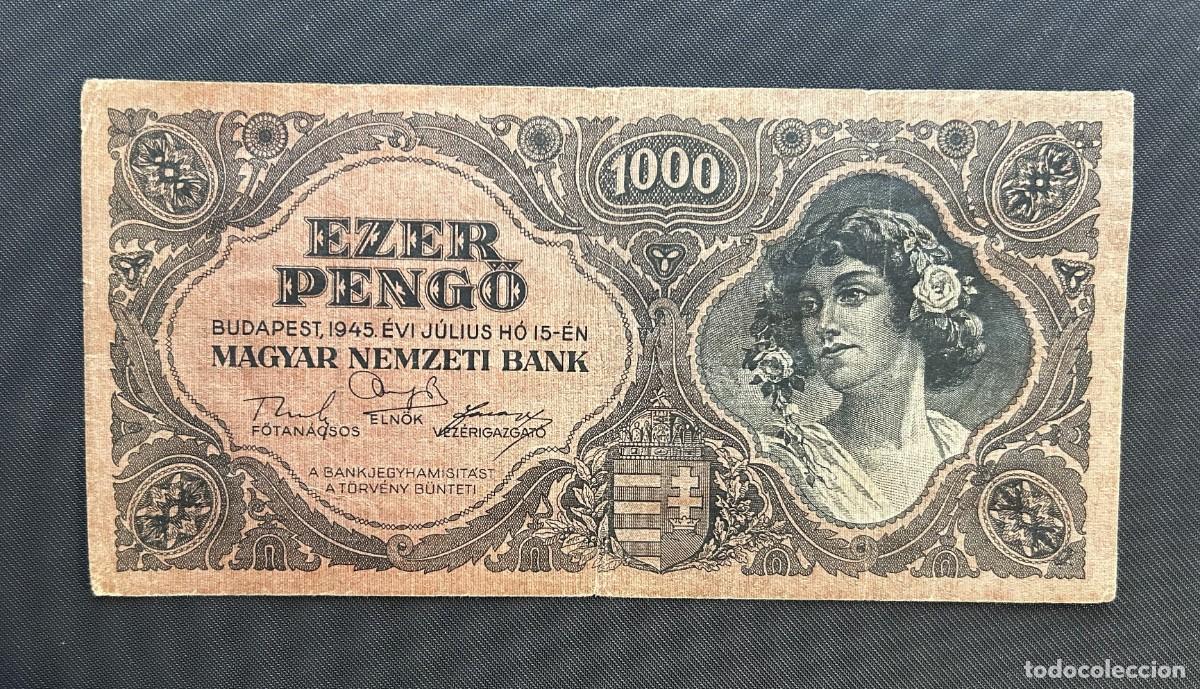 1000
EZER
PENGŐ
BUDAPEST, 1945. ÉVI JÚLIUS HÓ 15-ÉN
MAGYAR NEMZETI BANK
ELNÖK
FŐTANÁCSOS
VEZÉRIGAZGATÓ
A BANKJEGYHAMISITÁST
A TÖRVÉNY BÜNTETI
todocoleccion